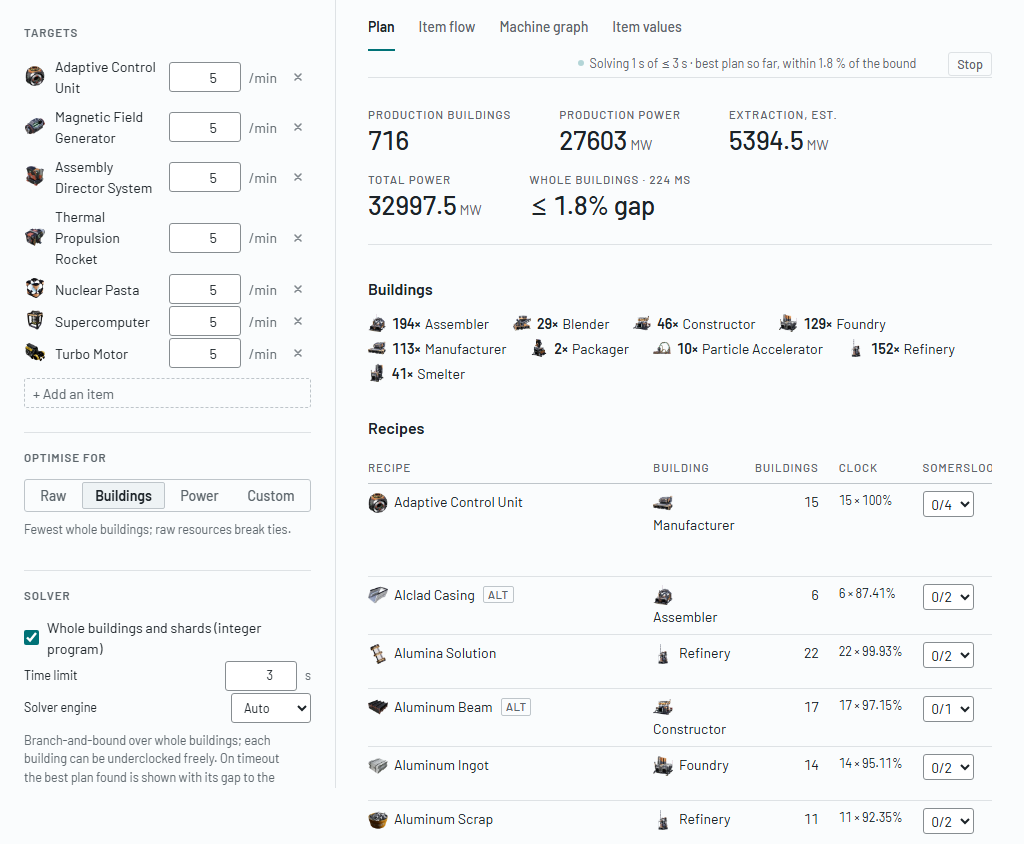 TARGETS
Adaptive Control
Unit
5 /min ×
Magnetic Field
Generator
5 /min ×
Assembly
Director System
5 /min ×
Thermal
Propulsion
Rocket
5 /min ×
Nuclear Pasta 5 /min ×
Supercomputer 5 /min ×
Turbo Motor 5 /min ×
+ Add an item
OPTIMISE FOR
Raw Buildings Power Custom
Fewest whole buildings; raw resources break ties.
SOLVER
Whole buildings and shards (integer
program)
Time limit 3 s
Solver engine Auto
Branch-and-bound over whole buildings; each
building can be underclocked freely. On timeout
the best plan found is shown with its gap to the
Plan Item flow Machine graph Item values
Solving 1 s of ≤ 3 s · best plan so far, within 1.8 % of the bound Stop
PRODUCTION BUILDINGS PRODUCTION POWER EXTRACTION, EST.
716 27603 MW 5394.5 MW
TOTAL POWER WHOLE BUILDINGS · 224 MS
32997.5 MW ≤ 1.8% gap
Buildings
194× Assembler 29× Blender 46× Constructor 129× Foundry
113× Manufacturer 2× Packager 10× Particle Accelerator 152× Refinery
41× Smelter
Recipes
RECIPE BUILDING BUILDINGS CLOCK SOMERSLOO
Adaptive Control Unit Manufacturer 15 15 × 100% 0/4
Alclad Casing ALT Assembler 6 6 × 87.41% 0/2
Alumina Solution Refinery 22 22 × 99.93% 0/2
Aluminum Beam ALT Constructor 17 17 × 97.15% 0/1
Aluminum Ingot Foundry 14 14 × 95.11% 0/2
Aluminum Scrap Refinery 11 11 × 92.35% 0/2